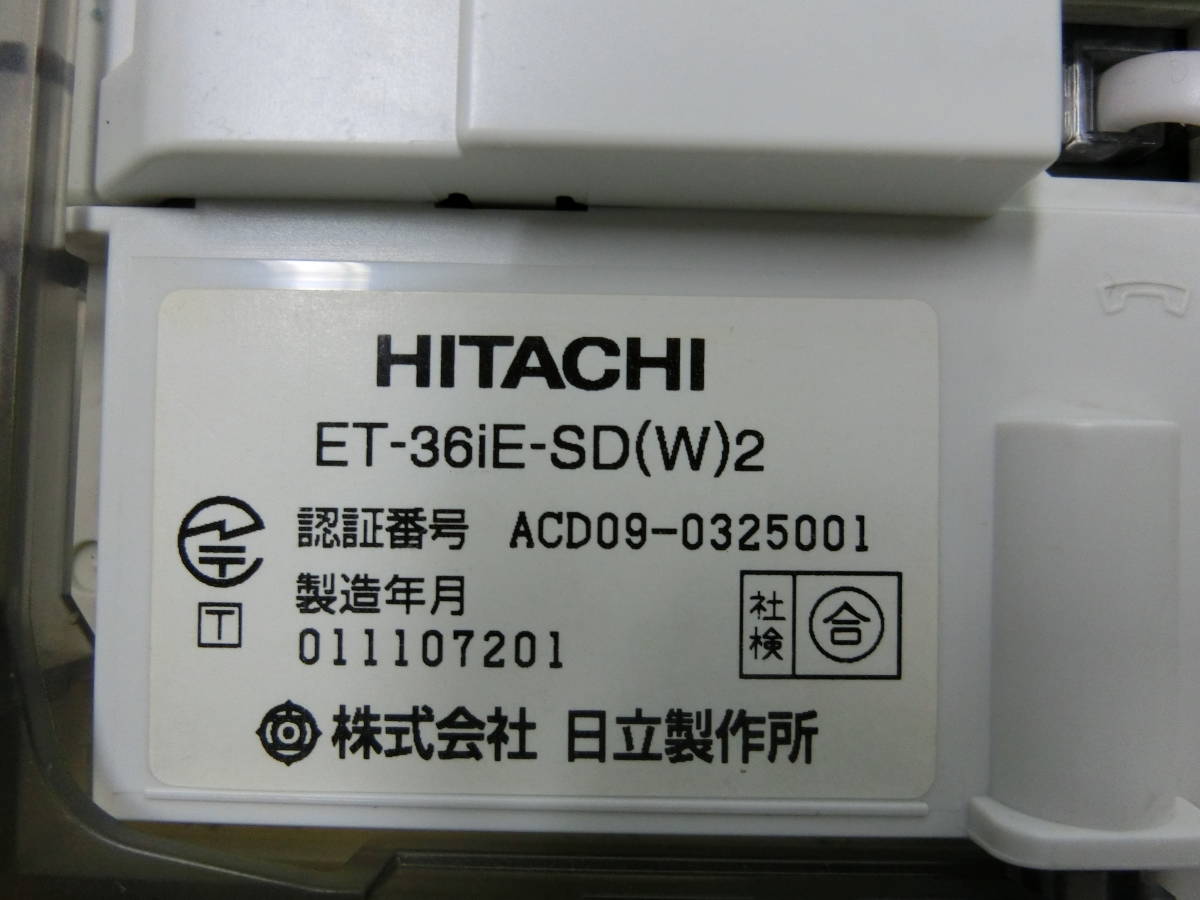 HITACHI
ET-36iE-SD(W)2
認証番号 ACD09-0325001
T
製造年月
011107201
社検 合
株式会社 日立製作所